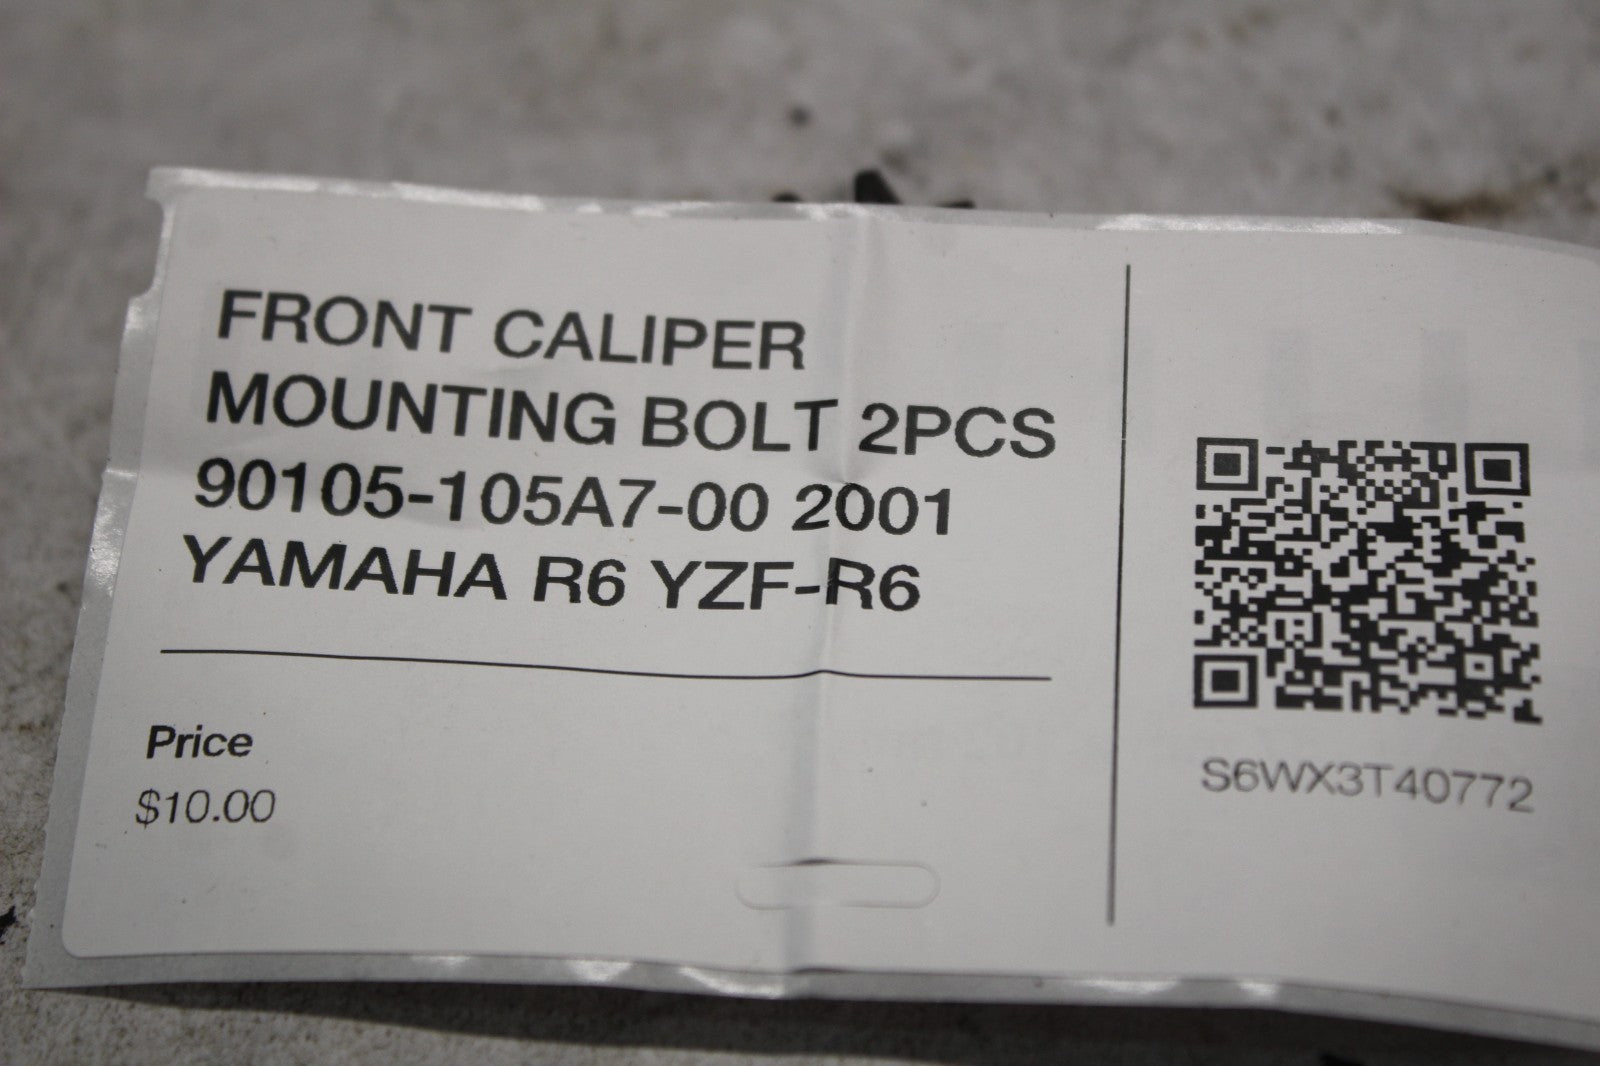 FRONT CALIPER
MOUNTING BOLT 2PCS
90105-105A7-00 2001
YAMAHA R6 YZF-R6
Price
$10.00
S6WX3T40772